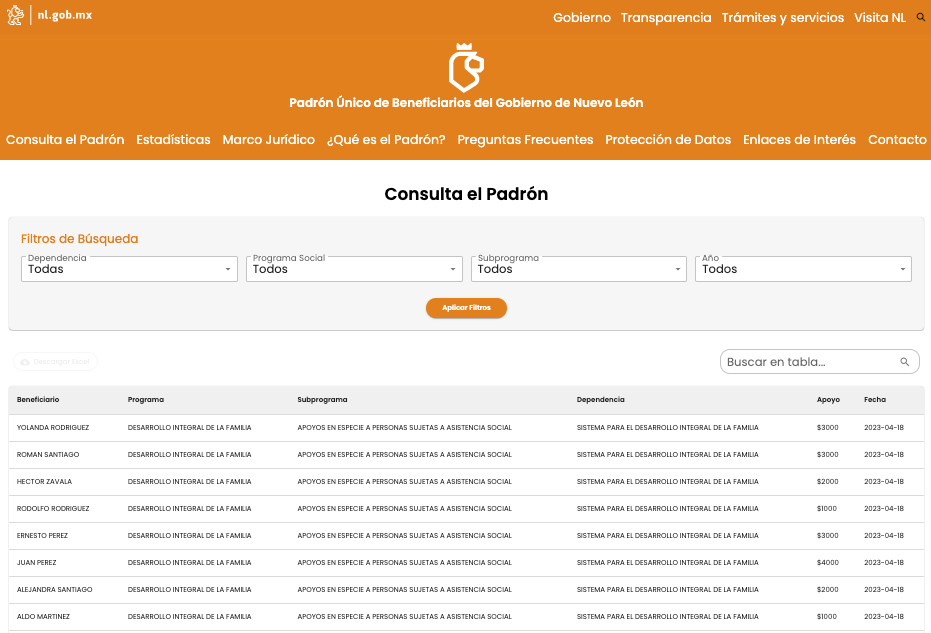 nl.gob.mx
Gobierno Transparencia Trámites y servicios Visita NL
Padrón Único de Beneficiarios del Gobierno de Nuevo León
Consulta el Padrón Estadísticas Marco Jurídico ¿Qué es el Padrón? Preguntas Frecuentes Protección de Datos Enlaces de Interés Contacto
Consulta el Padrón
Filtros de Búsqueda
Dependencia Programa Social Subprograma Año
Todas Todos Todos Todos
Aplicar Filtros
Descargar Excel Buscar en tabla...
Beneficiario Programa Subprograma Dependencia Apoyo Fecha
YOLANDA RODRIGUEZ DESARROLLO INTEGRAL DE LA FAMILIA APOYOS EN ESPECIE A PERSONAS SUJETAS A ASISTENCIA SOCIAL SISTEMA PARA EL DESARROLLO INTEGRAL DE LA FAMILIA $3000 2023-04-18
ROMAN SANTIAGO DESARROLLO INTEGRAL DE LA FAMILIA APOYOS EN ESPECIE A PERSONAS SUJETAS A ASISTENCIA SOCIAL SISTEMA PARA EL DESARROLLO INTEGRAL DE LA FAMILIA $3000 2023-04-18
HECTOR ZAVALA DESARROLLO INTEGRAL DE LA FAMILIA APOYOS EN ESPECIE A PERSONAS SUJETAS A ASISTENCIA SOCIAL SISTEMA PARA EL DESARROLLO INTEGRAL DE LA FAMILIA $2000 2023-04-18
RODOLFO RODRIGUEZ DESARROLLO INTEGRAL DE LA FAMILIA APOYOS EN ESPECIE A PERSONAS SUJETAS A ASISTENCIA SOCIAL SISTEMA PARA EL DESARROLLO INTEGRAL DE LA FAMILIA $1000 2023-04-18
ERNESTO PEREZ DESARROLLO INTEGRAL DE LA FAMILIA APOYOS EN ESPECIE A PERSONAS SUJETAS A ASISTENCIA SOCIAL SISTEMA PARA EL DESARROLLO INTEGRAL DE LA FAMILIA $3000 2023-04-18
JUAN PEREZ DESARROLLO INTEGRAL DE LA FAMILIA APOYOS EN ESPECIE A PERSONAS SUJETAS A ASISTENCIA SOCIAL SISTEMA PARA EL DESARROLLO INTEGRAL DE LA FAMILIA $4000 2023-04-18
ALEJANDRA SANTIAGO DESARROLLO INTEGRAL DE LA FAMILIA APOYOS EN ESPECIE A PERSONAS SUJETAS A ASISTENCIA SOCIAL SISTEMA PARA EL DESARROLLO INTEGRAL DE LA FAMILIA $2000 2023-04-18
ALDO MARTINEZ DESARROLLO INTEGRAL DE LA FAMILIA APOYOS EN ESPECIE A PERSONAS SUJETAS A ASISTENCIA SOCIAL SISTEMA PARA EL DESARROLLO INTEGRAL DE LA FAMILIA $1000 2023-04-18